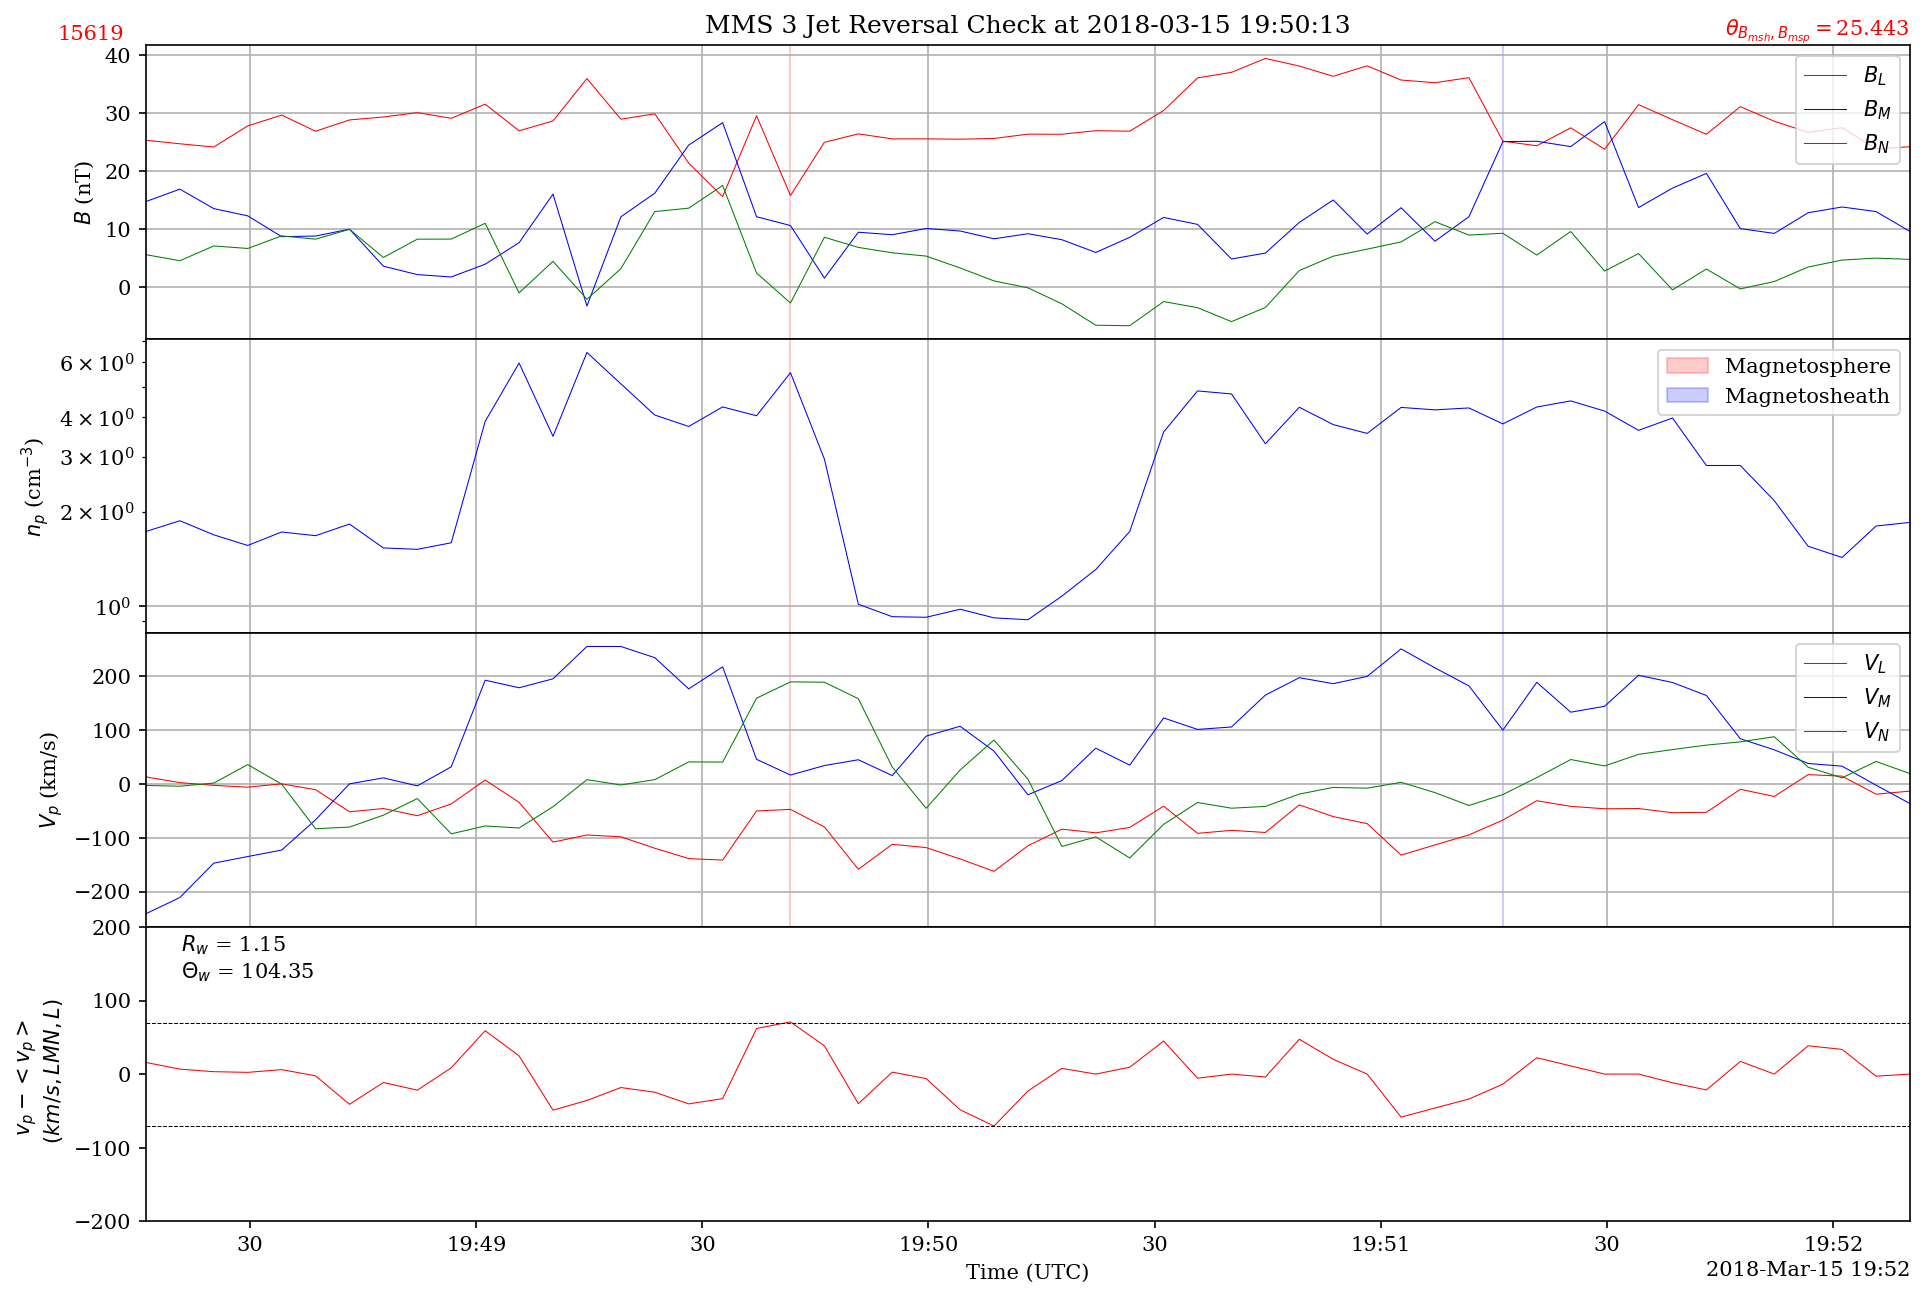 MMS 3 Jet Reversal Check at 2018-03-15 19:50:13
15619
θ_{B_{msh}, B_{msp}} = 25.443
B (nT)
40
30
20
10
0
B_L
B_M
B_N
n_p (cm^{-3})
6 × 10^0
4 × 10^0
3 × 10^0
2 × 10^0
10^0
Magnetosphere
Magnetosheath
V_p (km/s)
200
100
0
−100
−200
V_L
V_M
V_N
v_p − < v_p >
(km/s, LMN, L)
200
100
0
−100
−200
R_w = 1.15
Θ_w = 104.35
30 19:49 30 19:50 30 19:51 30 19:52
Time (UTC)
2018-Mar-15 19:52